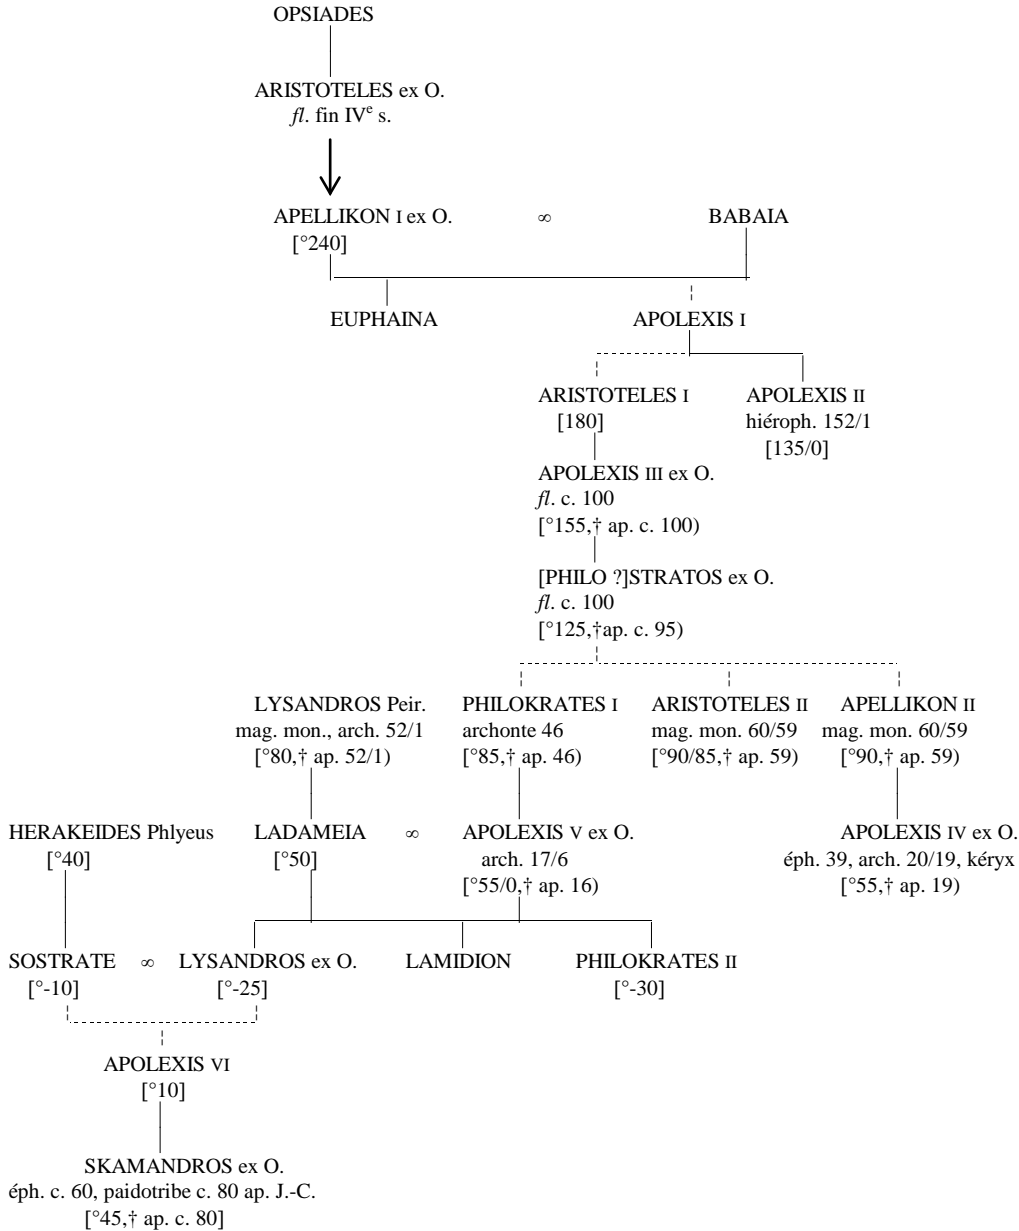 OPSIADES
ARISTOTELES ex O.
fl. fin IVe s.
APELLIKON I ex O. ∞ BABAIA
[°240]
EUPHAINA APOLEXIS I
ARISTOTELES I APOLEXIS II
[180] hiéroph. 152/1
[135/0]
APOLEXIS III ex O.
fl. c. 100
[°155,† ap. c. 100)
[PHILO ?]STRATOS ex O.
fl. c. 100
[°125,†ap. c. 95)
LYSANDROS Peir. PHILOKRATES I ARISTOTELES II APELLIKON II
mag. mon., arch. 52/1 archonte 46 mag. mon. 60/59 mag. mon. 60/59
[°80,† ap. 52/1) [°85,† ap. 46) [°90/85,† ap. 59) [°90,† ap. 59)
HERAKEIDES Phlyeus LADAMEIA ∞ APOLEXIS V ex O. APOLEXIS IV ex O.
[°40] [°50] arch. 17/6 éph. 39, arch. 20/19, kéryx
[°55/0,† ap. 16) [°55,† ap. 19)
SOSTRATE ∞ LYSANDROS ex O. LAMIDION PHILOKRATES II
[°-10] [°-25] [°-30]
APOLEXIS VI
[°10]
SKAMANDROS ex O.
éph. c. 60, paidotribe c. 80 ap. J.-C.
[°45,† ap. c. 80]